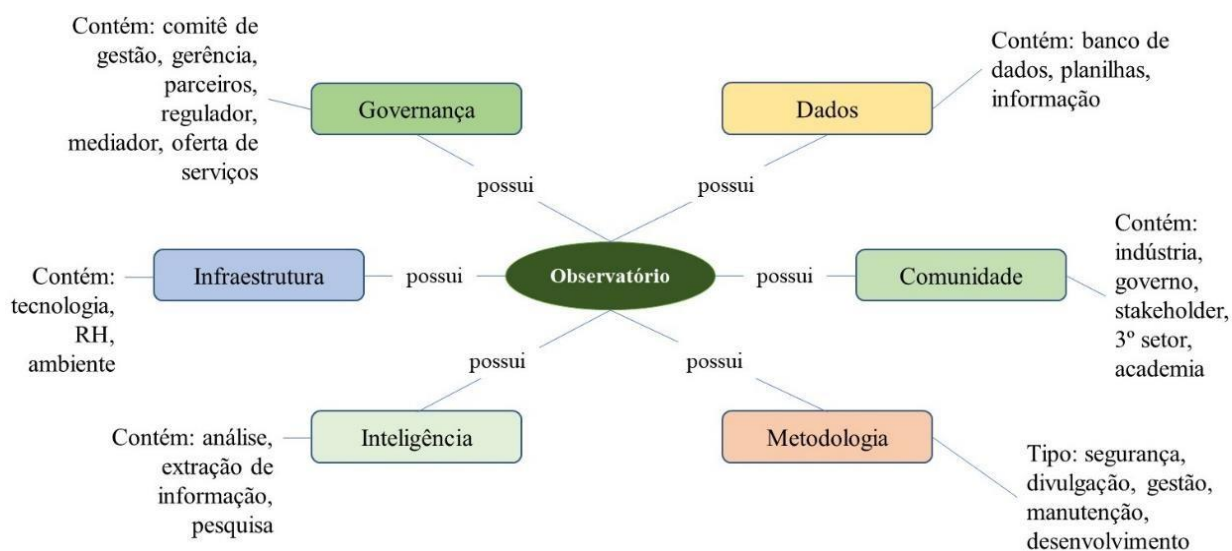 Contém: comitê de
gestão, gerência,
parceiros,
regulador,
mediador, oferta de
serviços
Governança
Dados
Contém: banco de
dados, planilhas,
informação
possui
possui
Contém:
tecnologia,
RH,
ambiente
Infraestrutura
possui
Observatório
possui
Comunidade
Contém:
indústria,
governo,
stakeholder,
3º setor,
academia
possui
possui
Contém: análise,
extração de
informação,
pesquisa
Inteligência
Metodologia
Tipo: segurança,
divulgação, gestão,
manutenção,
desenvolvimento